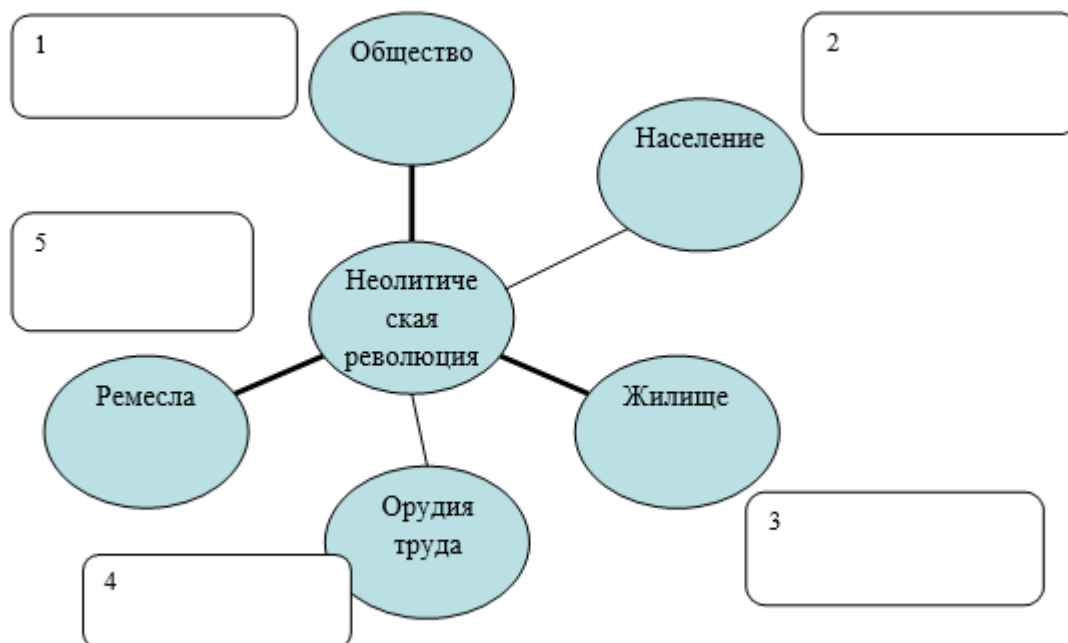 1
Общество
2
Население
5
Неолитиче
ская
революция
Ремесла
Жилище
Орудия
труда
3
4